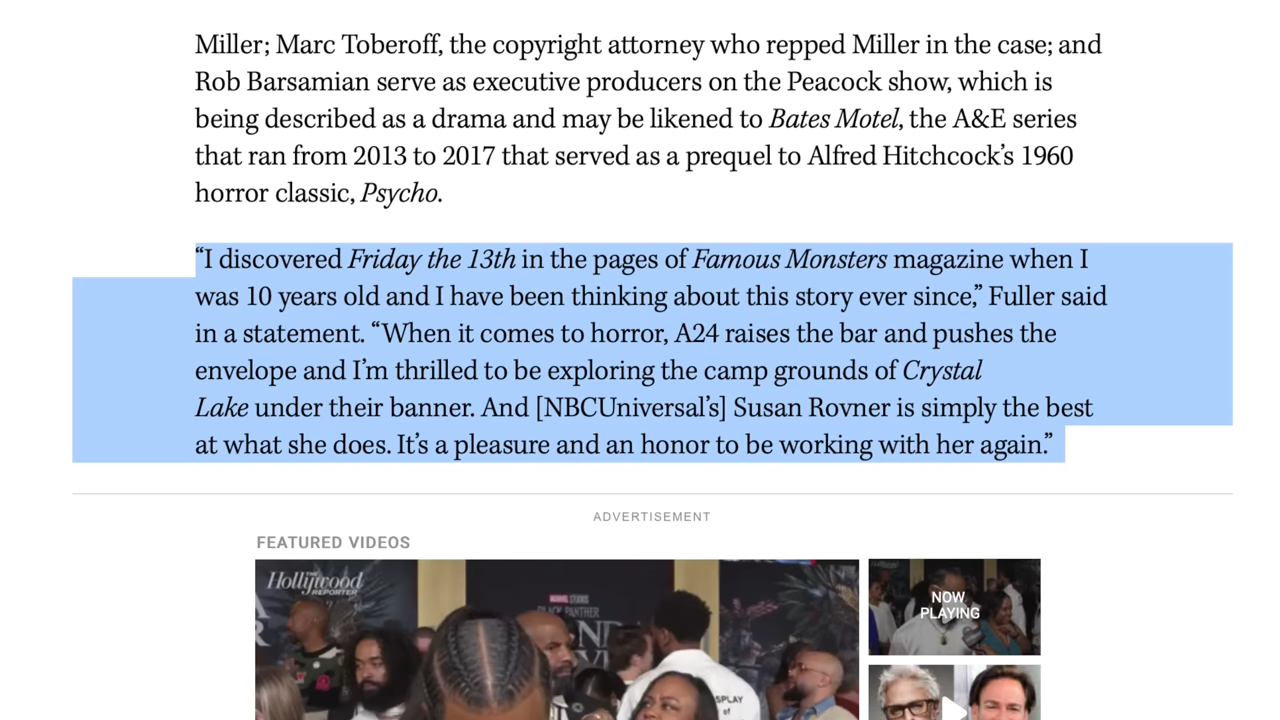 Miller; Marc Toberoff, the copyright attorney who repped Miller in the case; and
Rob Barsamian serve as executive producers on the Peacock show, which is
being described as a drama and may be likened to Bates Motel, the A&E series
that ran from 2013 to 2017 that served as a prequel to Alfred Hitchcock’s 1960
horror classic, Psycho.
“I discovered Friday the 13th in the pages of Famous Monsters magazine when I
was 10 years old and I have been thinking about this story ever since,” Fuller said
in a statement. “When it comes to horror, A24 raises the bar and pushes the
envelope and I’m thrilled to be exploring the camp grounds of Crystal
Lake under their banner. And [NBCUniversal’s] Susan Rovner is simply the best
at what she does. It’s a pleasure and an honor to be working with her again.”
ADVERTISEMENT
FEATURED VIDEOS
THE
Hollywood
REPORTER
MARVEL STUDIOS
BLACK PANTHER
NOW
PLAYING